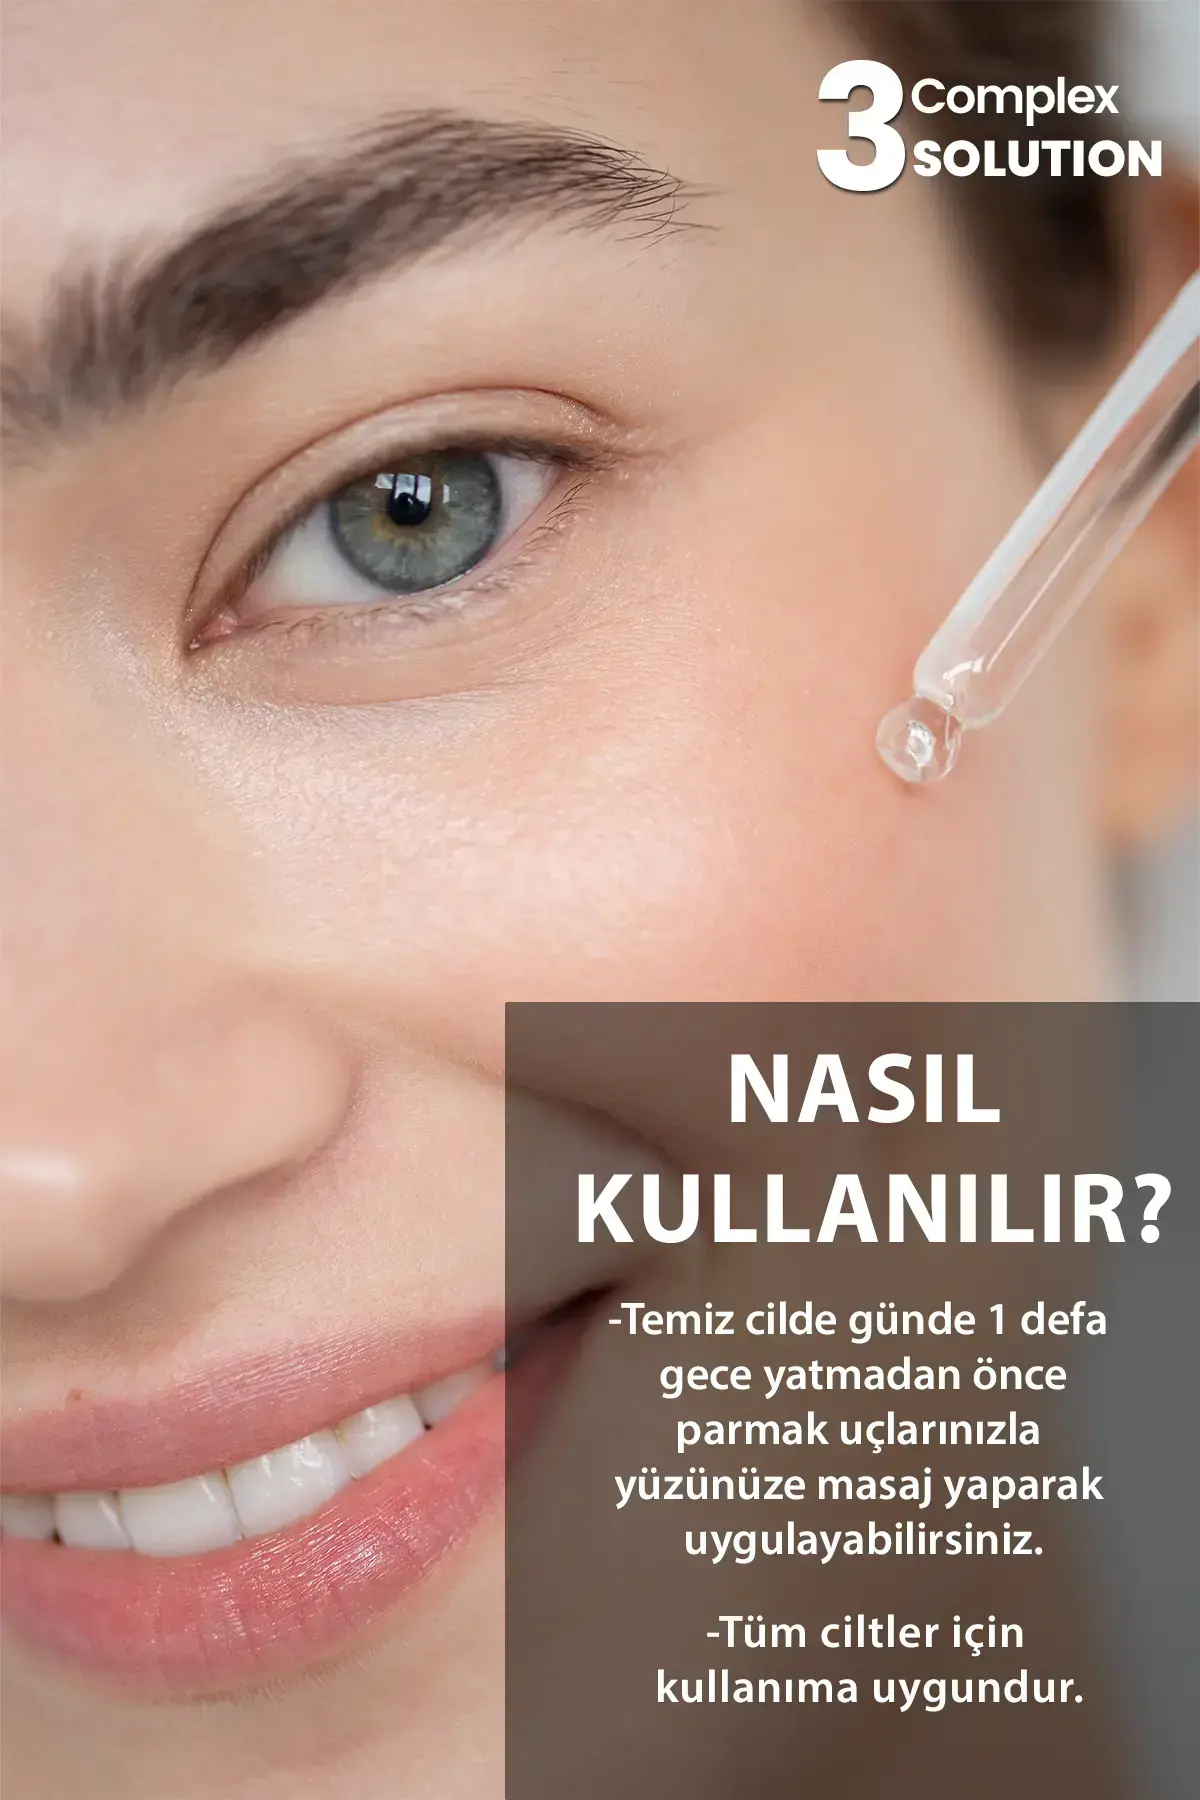 3 Complex
SOLUTION
NASIL
KULLANILIR?
-Temiz cilde günde 1 defa
gece yatmadan önce
parmak uçlarınızla
yüzünüze masaj yaparak
uygulayabilirsiniz.
-Tüm ciltler için
kullanıma uygundur.